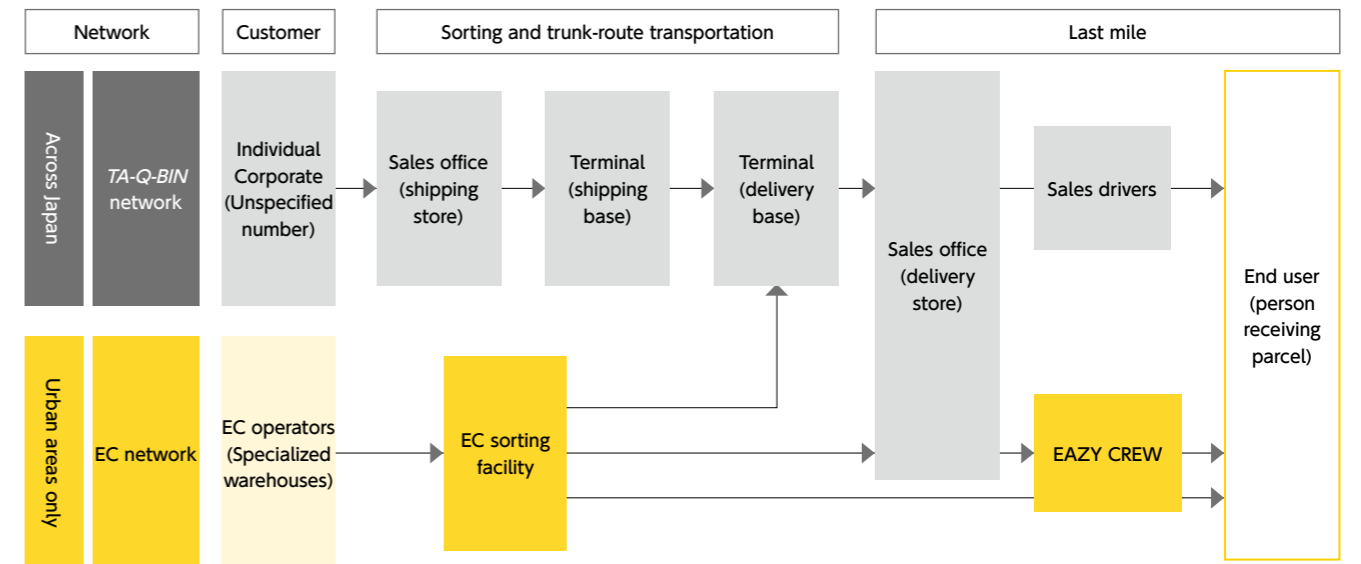 Network
Customer
Sorting and trunk-route transportation
Last mile
Across Japan
TA-Q-BIN
network
Individual
Corporate
(Unspecified
number)
Sales office
(shipping
store)
Terminal
(shipping
base)
Terminal
(delivery
base)
Sales office
(delivery
store)
Sales drivers
End user
(person
receiving
parcel)
Urban areas only
EC network
EC operators
(Specialized
warehouses)
EC sorting
facility
EAZY CREW